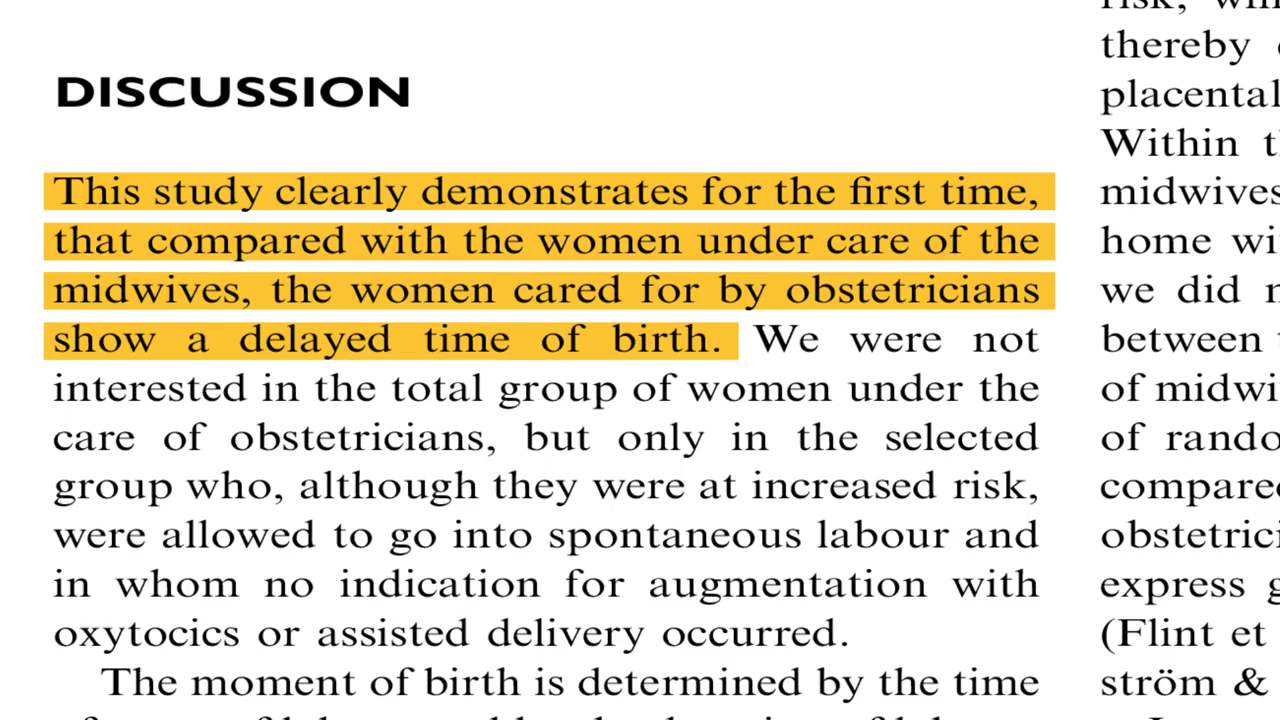 DISCUSSION
This study clearly demonstrates for the first time,
that compared with the women under care of the
midwives, the women cared for by obstetricians
show a delayed time of birth. We were not
interested in the total group of women under the
care of obstetricians, but only in the selected
group who, although they were at increased risk,
were allowed to go into spontaneous labour and
in whom no indication for augmentation with
oxytocics or assisted delivery occurred.
The moment of birth is determined by the time
thereby
placental
Within
midwives
home
we did
between
of
of
compared
express
(Flint et
ström &